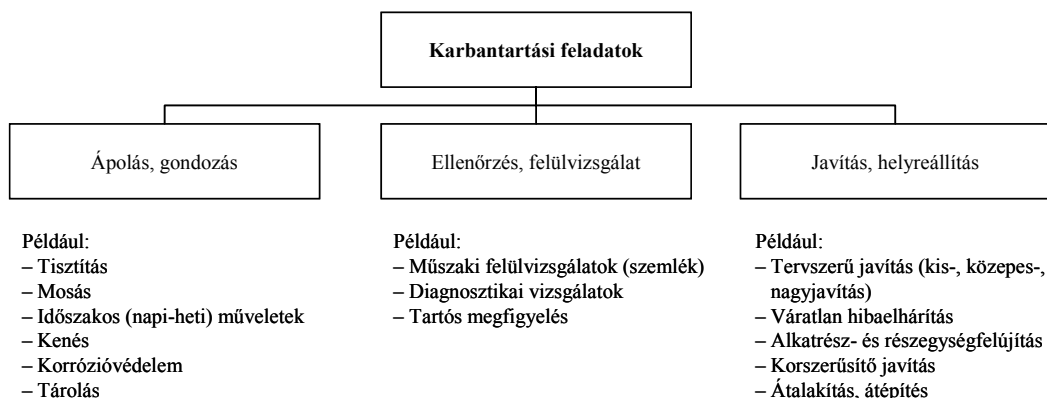 Karbantartási feladatok
Ápolás, gondozás
Ellenőrzés, felülvizsgálat
Javítás, helyreállítás
Például:
– Tisztítás
– Mosás
– Időszakos (napi-heti) műveletek
– Kenés
– Korrózióvédelem
– Tárolás
Például:
– Műszaki felülvizsgálatok (szemlék)
– Diagnosztikai vizsgálatok
– Tartós megfigyelés
Például:
– Tervszerű javítás (kis-, közepes-,
nagyjavítás)
– Váratlan hibaelhárítás
– Alkatrész- és részegységfelújítás
– Korszerűsítő javítás
– Átalakítás, átépítés